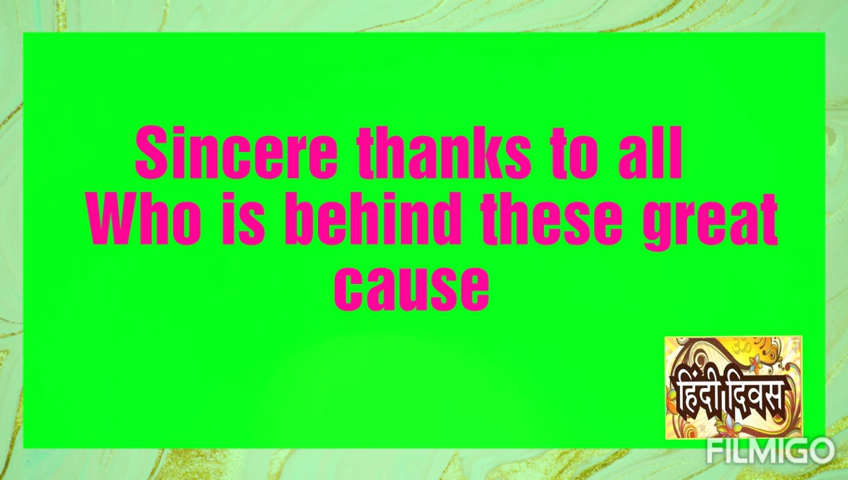 Sincere thanks to all
Who is behind these great
cause
हिंदी दिवस
FILMIGO